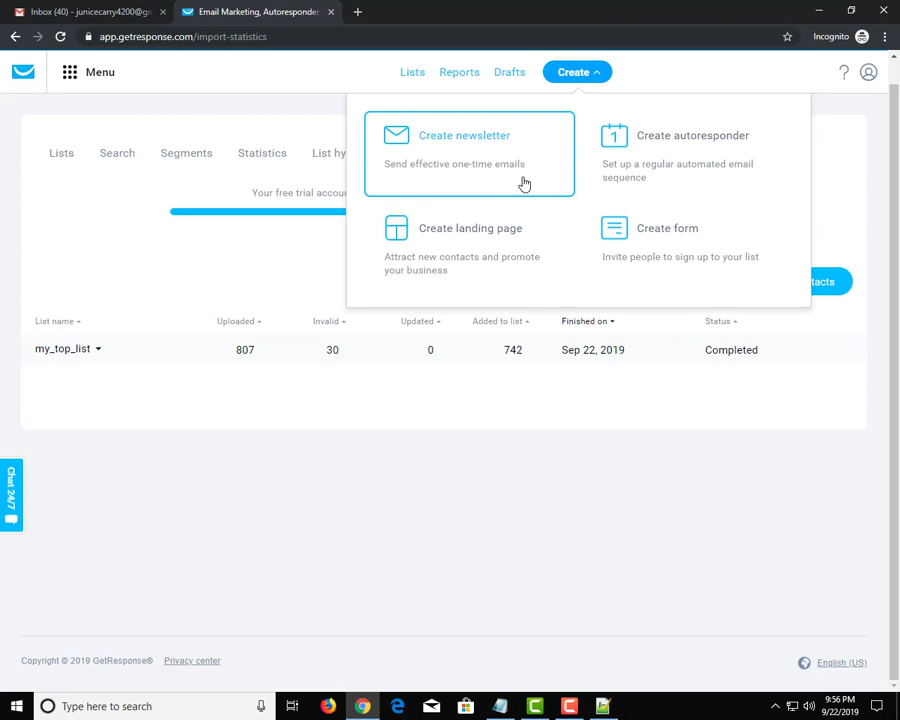 Inbox (40) - junicecarry4200@gn
Email Marketing, Autoresponder,
app.getresponse.com/import-statistics
Incognito
Menu
Lists
Reports
Drafts
Create
Create newsletter
Send effective one-time emails
Create autoresponder
Set up a regular automated email
sequence
Create landing page
Attract new contacts and promote
your business
Create form
Invite people to sign up to your list
Lists
Search
Segments
Statistics
List hy
Your free trial accou
tacts
List name
Uploaded
Invalid
Updated
Added to list
Finished on
Status
my_top_list
807
30
0
742
Sep 22, 2019
Completed
Chat 24/7
Copyright © 2019 GetResponse®
Privacy center
English (US)
Type here to search
9:56 PM
9/22/2019